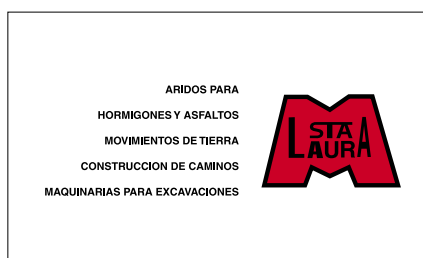 ARIDOS PARA
HORMIGONES Y ASFALTOS
MOVIMIENTOS DE TIERRA
CONSTRUCCION DE CAMINOS
MAQUINARIAS PARA EXCAVACIONES
STA
LAURA
M